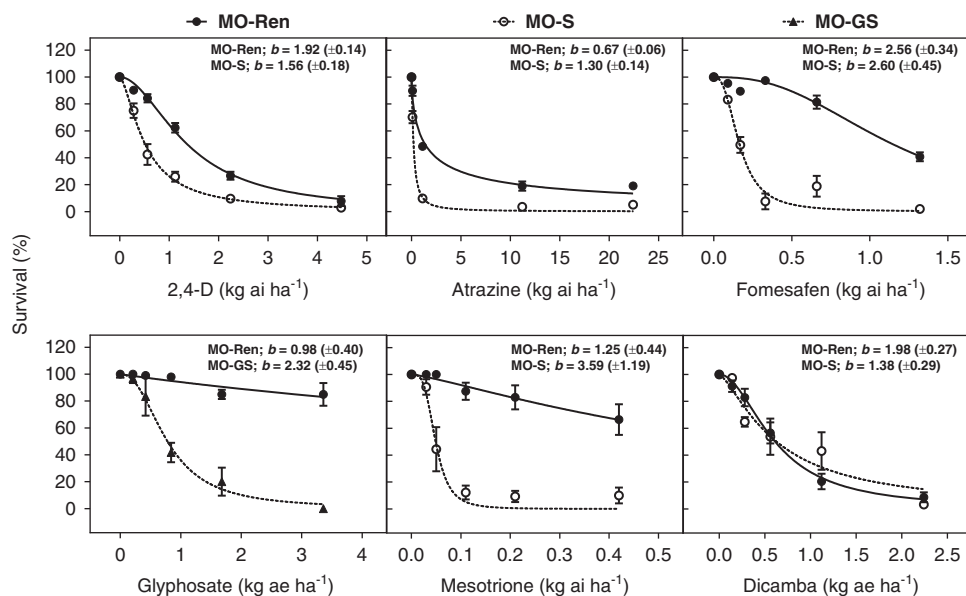 MO-Ren MO-S MO-GS
MO-Ren; b = 1.92 (±0.14)
MO-S; b = 1.56 (±0.18)
MO-Ren; b = 0.67 (±0.06)
MO-S; b = 1.30 (±0.14)
MO-Ren; b = 2.56 (±0.34)
MO-S; b = 2.60 (±0.45)
120
100
80
60
40
20
0
0 1 2 3 4 5
0 5 10 15 20 25
0.0 0.5 1.0 1.5
2,4-D (kg ai ha⁻¹)
Atrazine (kg ai ha⁻¹)
Fomesafen (kg ai ha⁻¹)
Survival (%)
MO-Ren; b = 0.98 (±0.40)
MO-GS; b = 2.32 (±0.45)
MO-Ren; b = 1.25 (±0.44)
MO-S; b = 3.59 (±1.19)
MO-Ren; b = 1.98 (±0.27)
MO-S; b = 1.38 (±0.29)
120
100
80
60
40
20
0
0 1 2 3 4
0.0 0.1 0.2 0.3 0.4 0.5
0.0 0.5 1.0 1.5 2.0 2.5
Glyphosate (kg ae ha⁻¹)
Mesotrione (kg ai ha⁻¹)
Dicamba (kg ae ha⁻¹)